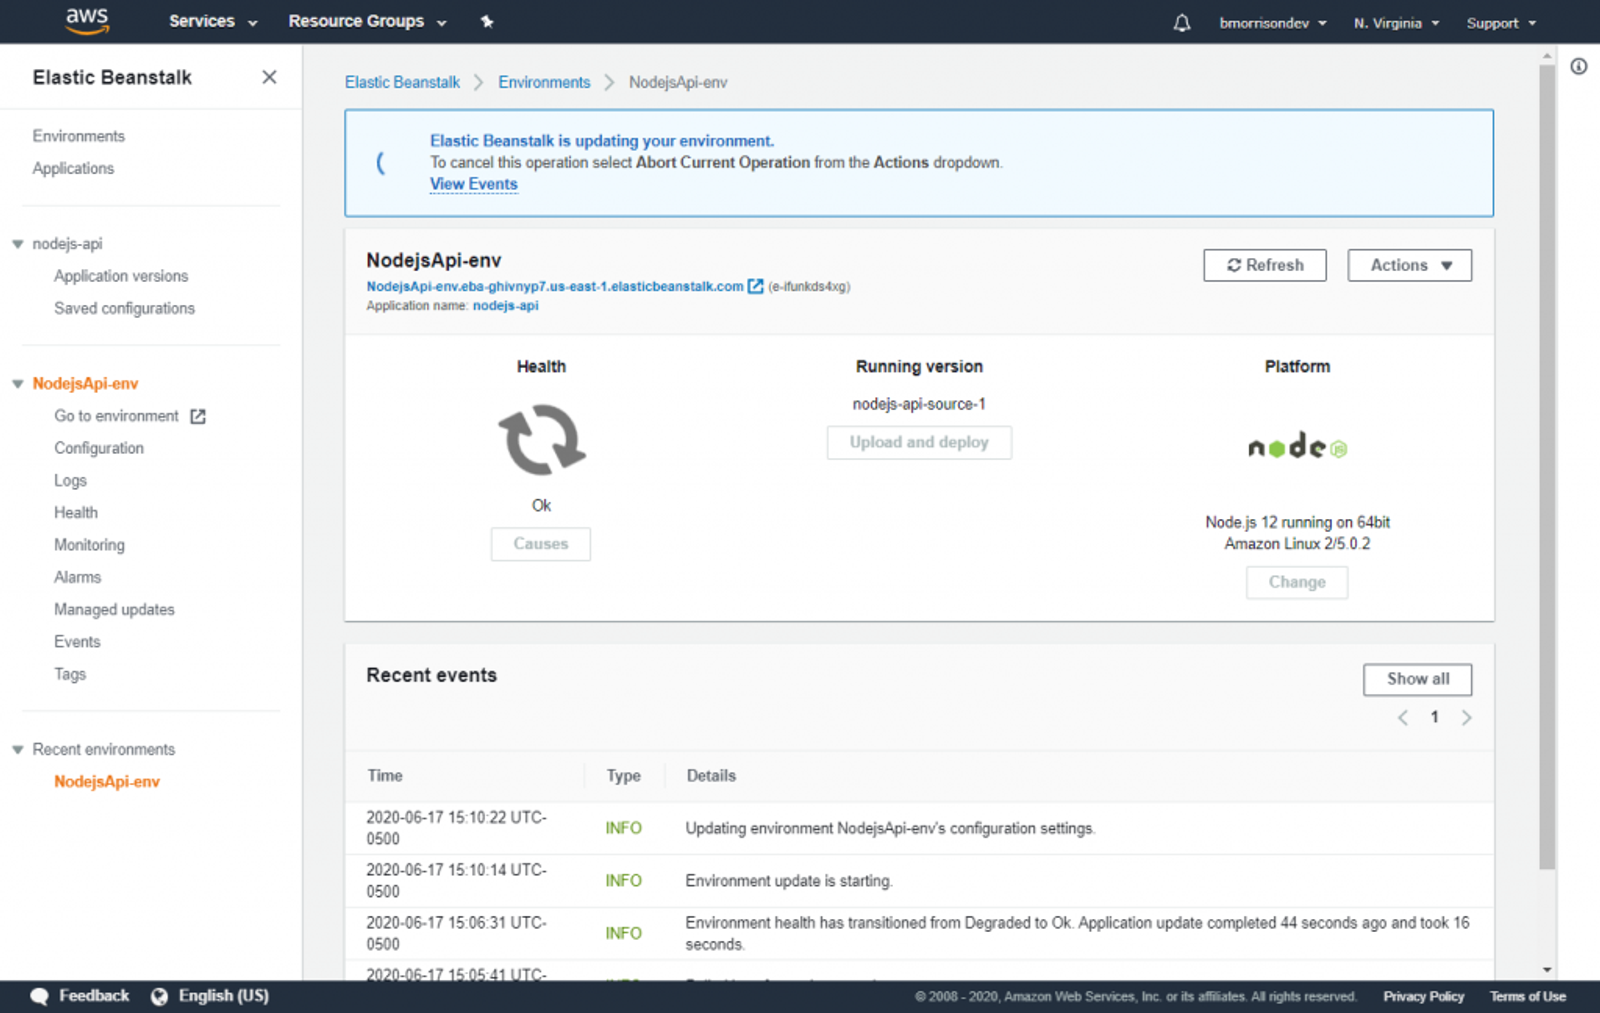 aws Services Resource Groups bmorrisondev N. Virginia Support
Elastic Beanstalk
Environments
Applications
nodejs-api
Application versions
Saved configurations
NodejsApi-env
Go to environment
Configuration
Logs
Health
Monitoring
Alarms
Managed updates
Events
Tags
Recent environments
NodejsApi-env
Elastic Beanstalk Environments NodejsApi-env
Elastic Beanstalk is updating your environment.
To cancel this operation select Abort Current Operation from the Actions dropdown.
View Events
NodejsApi-env
Refresh Actions
NodejsApi-env.eba-ghivnyp7.us-east-1.elasticbeanstalk.com (e-ifunkds4xg)
Application name: nodejs-api
Health
Ok
Causes
Running version
nodejs-api-source-1
Upload and deploy
Platform
node JS
Node.js 12 running on 64bit
Amazon Linux 2/5.0.2
Change
Recent events
Show all
1
Time Type Details
2020-06-17 15:10:22 UTC-
0500
INFO
Updating environment NodejsApi-env's configuration settings.
2020-06-17 15:10:14 UTC-
0500
INFO
Environment update is starting.
2020-06-17 15:06:31 UTC-
0500
INFO
Environment health has transitioned from Degraded to Ok. Application update completed 44 seconds ago and took 16
seconds.
2020-06-17 15:05:41 UTC-
Feedback English (US)
© 2008 - 2020, Amazon Web Services, Inc. or its affiliates. All rights reserved. Privacy Policy Terms of Use